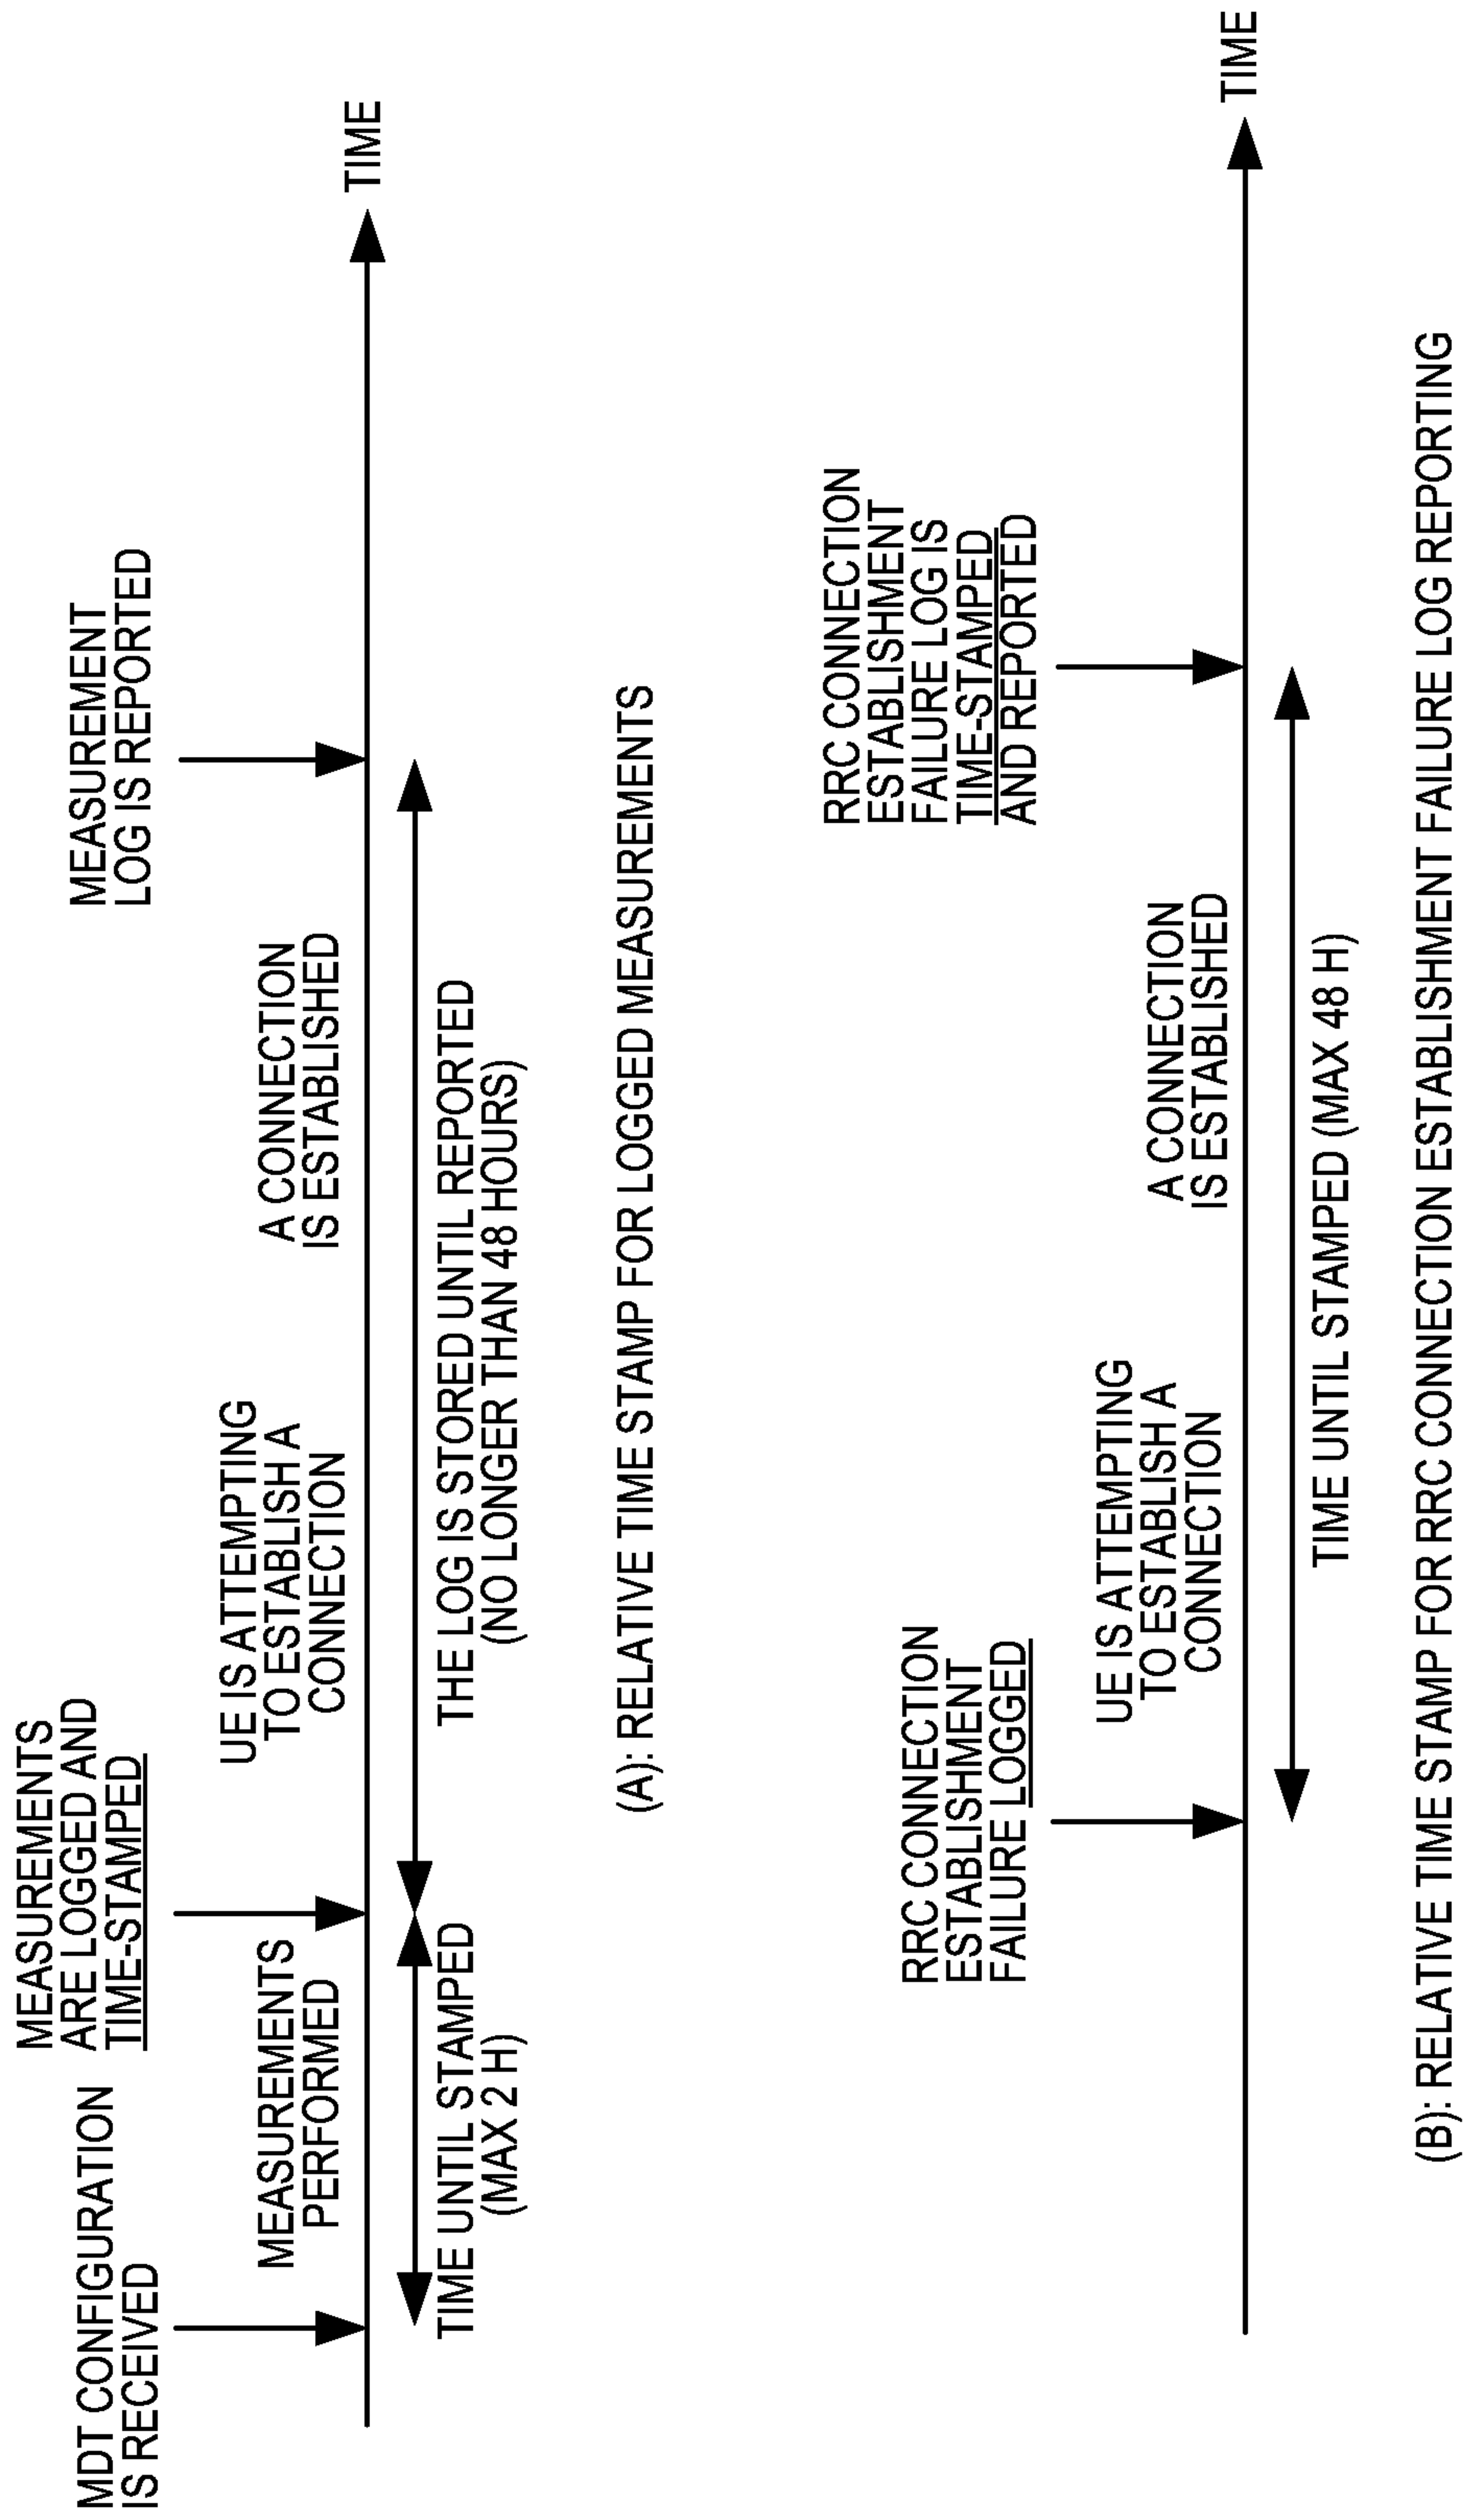 MDT CONFIGURATION
IS RECEIVED
MEASUREMENTS
ARE LOGGED AND
TIME-STAMPED
MEASUREMENT
LOG IS REPORTED
MEASUREMENTS
PERFORMED
UE IS ATTEMPTING
TO ESTABLISH A
CONNECTION
A CONNECTION
IS ESTABLISHED
TIME
TIME UNTIL STAMPED
(MAX 2 H)
THE LOG IS STORED UNTIL REPORTED
(NO LONGER THAN 48 HOURS)
(A): RELATIVE TIME STAMP FOR LOGGED MEASUREMENTS
RRC CONNECTION
ESTABLISHMENT
FAILURE LOGGED
RRC CONNECTION
ESTABLISHMENT
FAILURE LOG IS
TIME-STAMPED
AND REPORTED
UE IS ATTEMPTING
TO ESTABLISH A
CONNECTION
A CONNECTION
IS ESTABLISHED
TIME
TIME UNTIL STAMPED (MAX 48 H)
(B): RELATIVE TIME STAMP FOR RRC CONNECTION ESTABLISHMENT FAILURE LOG REPORTING